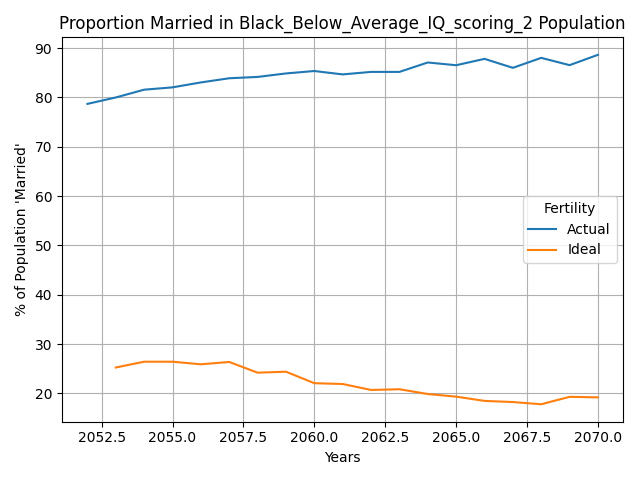 Proportion Married in Black_Below_Average_IQ_scoring_2 Population
% of Population 'Married'
90
80
70
60
50
40
30
20
Fertility
Actual
Ideal
2052.5 2055.0 2057.5 2060.0 2062.5 2065.0 2067.5 2070.0
Years